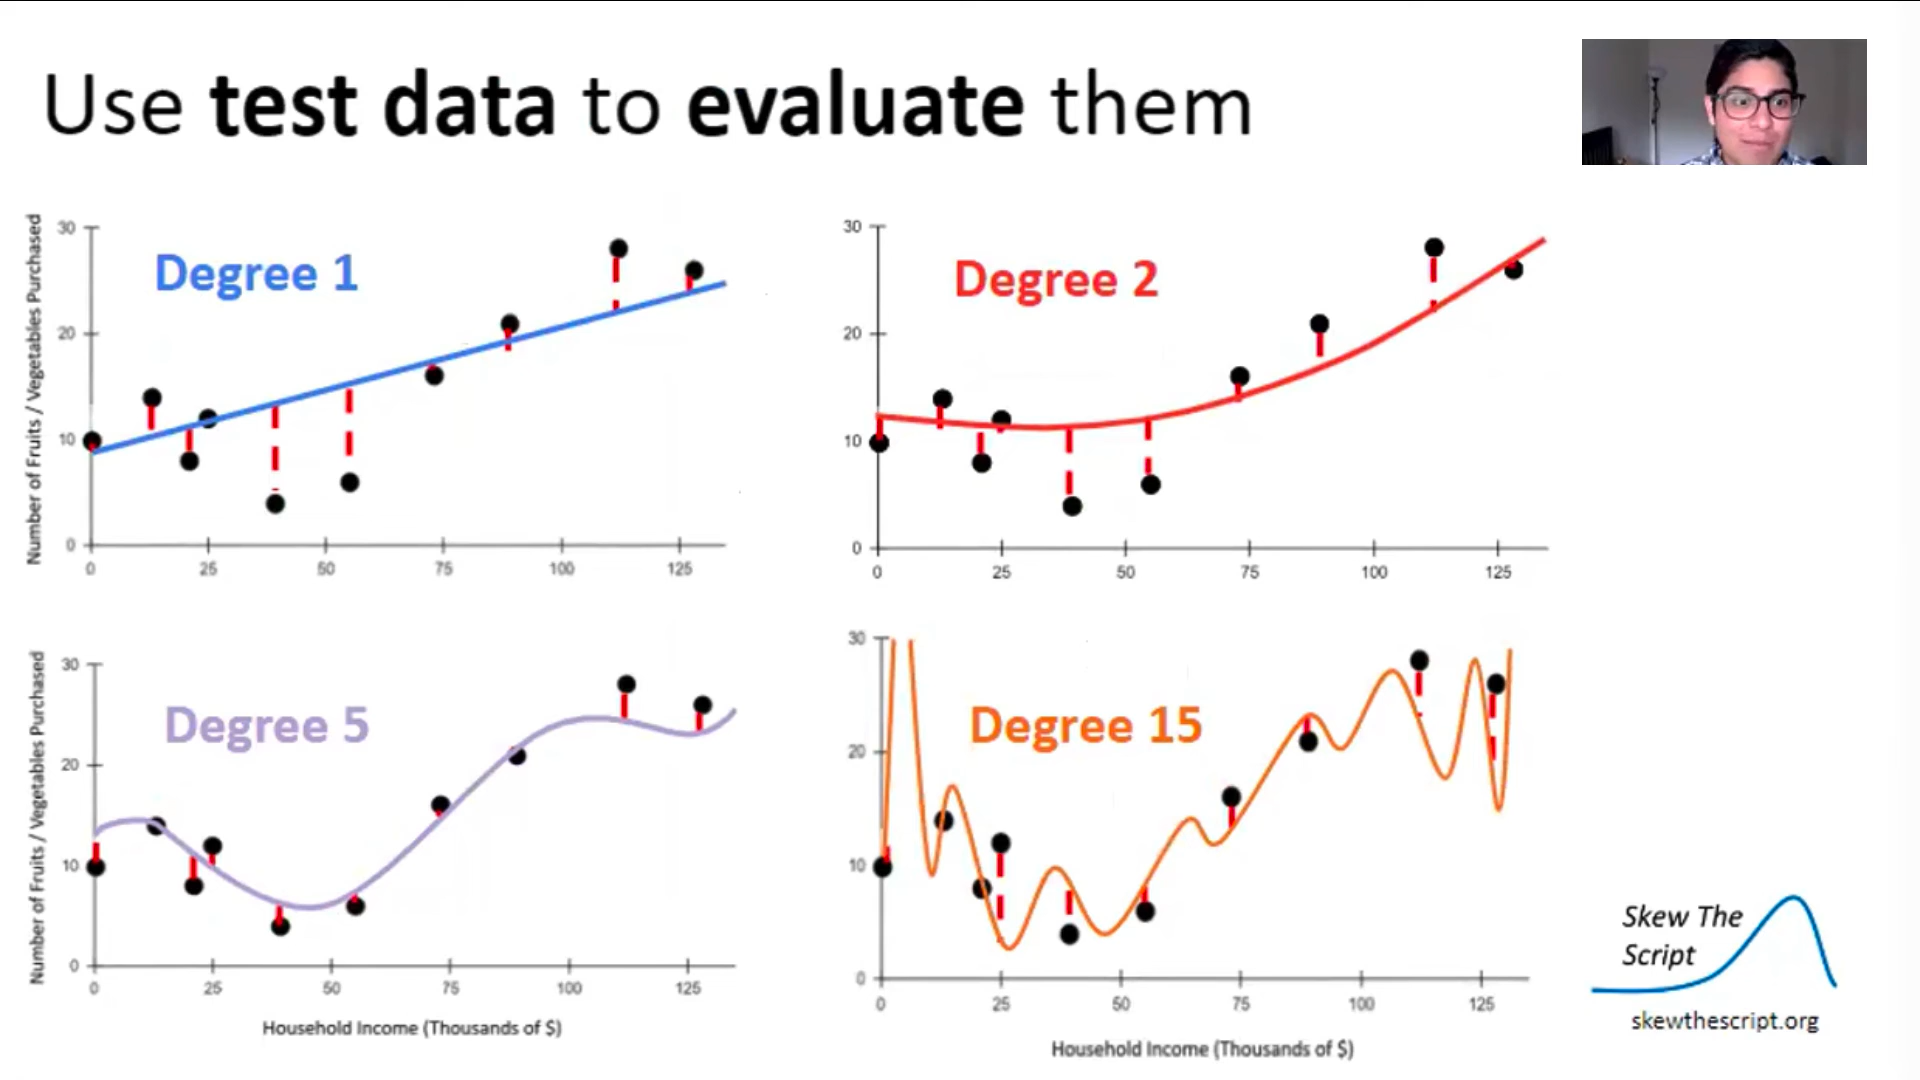 Use test data to evaluate them
Number of Fruits / Vegetables Purchased
30
20
10
0
Degree 1
0 25 50 75 100 125
30
20
10
0
Degree 2
0 25 50 75 100 125
Number of Fruits / Vegetables Purchased
30
20
10
0
Degree 5
0 25 50 75 100 125
Household Income (Thousands of $)
30
20
10
0
Degree 15
0 25 50 75 100 125
Household Income (Thousands of $)
Skew The
Script
skewthescript.org